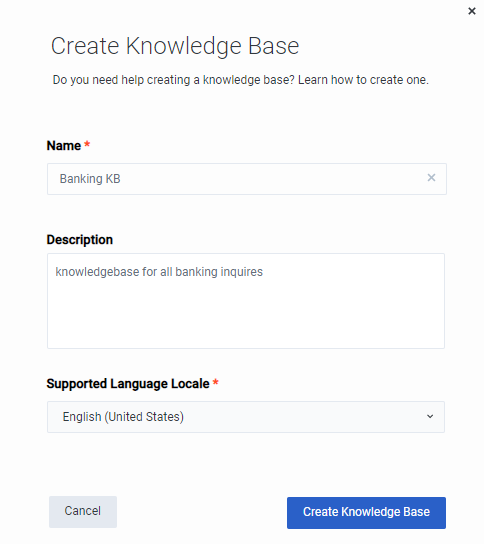 Create Knowledge Base
Do you need help creating a knowledge base? Learn how to create one.
Name *
Banking KB
Description
knowledgebase for all banking inquires
Supported Language Locale *
English (United States)
Cancel
Create Knowledge Base